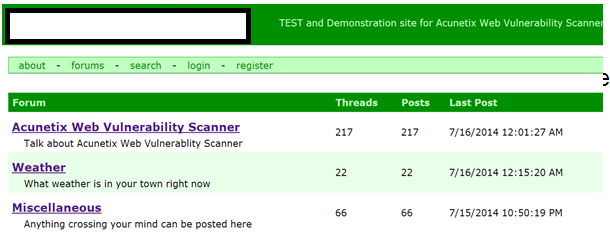 TEST and Demonstration site for Acunetix Web Vulnerability Scanner
about - forums - search - login - register
e
Forum Threads Posts Last Post
Acunetix Web Vulnerability Scanner 217 217 7/16/2014 12:01:27 AM
Talk about Acunetix Web Vulnerablity Scanner
Weather 22 22 7/16/2014 12:15:20 AM
What weather is in your town right now
Miscellaneous 66 66 7/15/2014 10:50:19 PM
Anything crossing your mind can be posted here